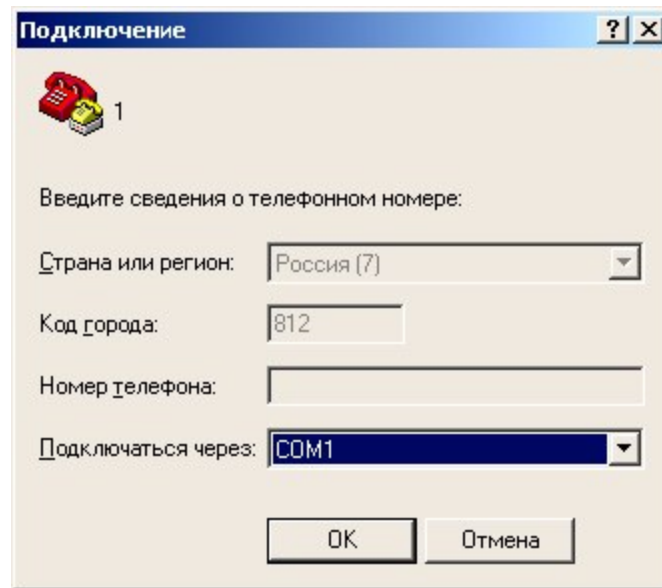 Подключение
1
Введите сведения о телефонном номере:
Страна или регион: Россия (7)
Код города: 812
Номер телефона:
Подключаться через: COM1
OK Отмена